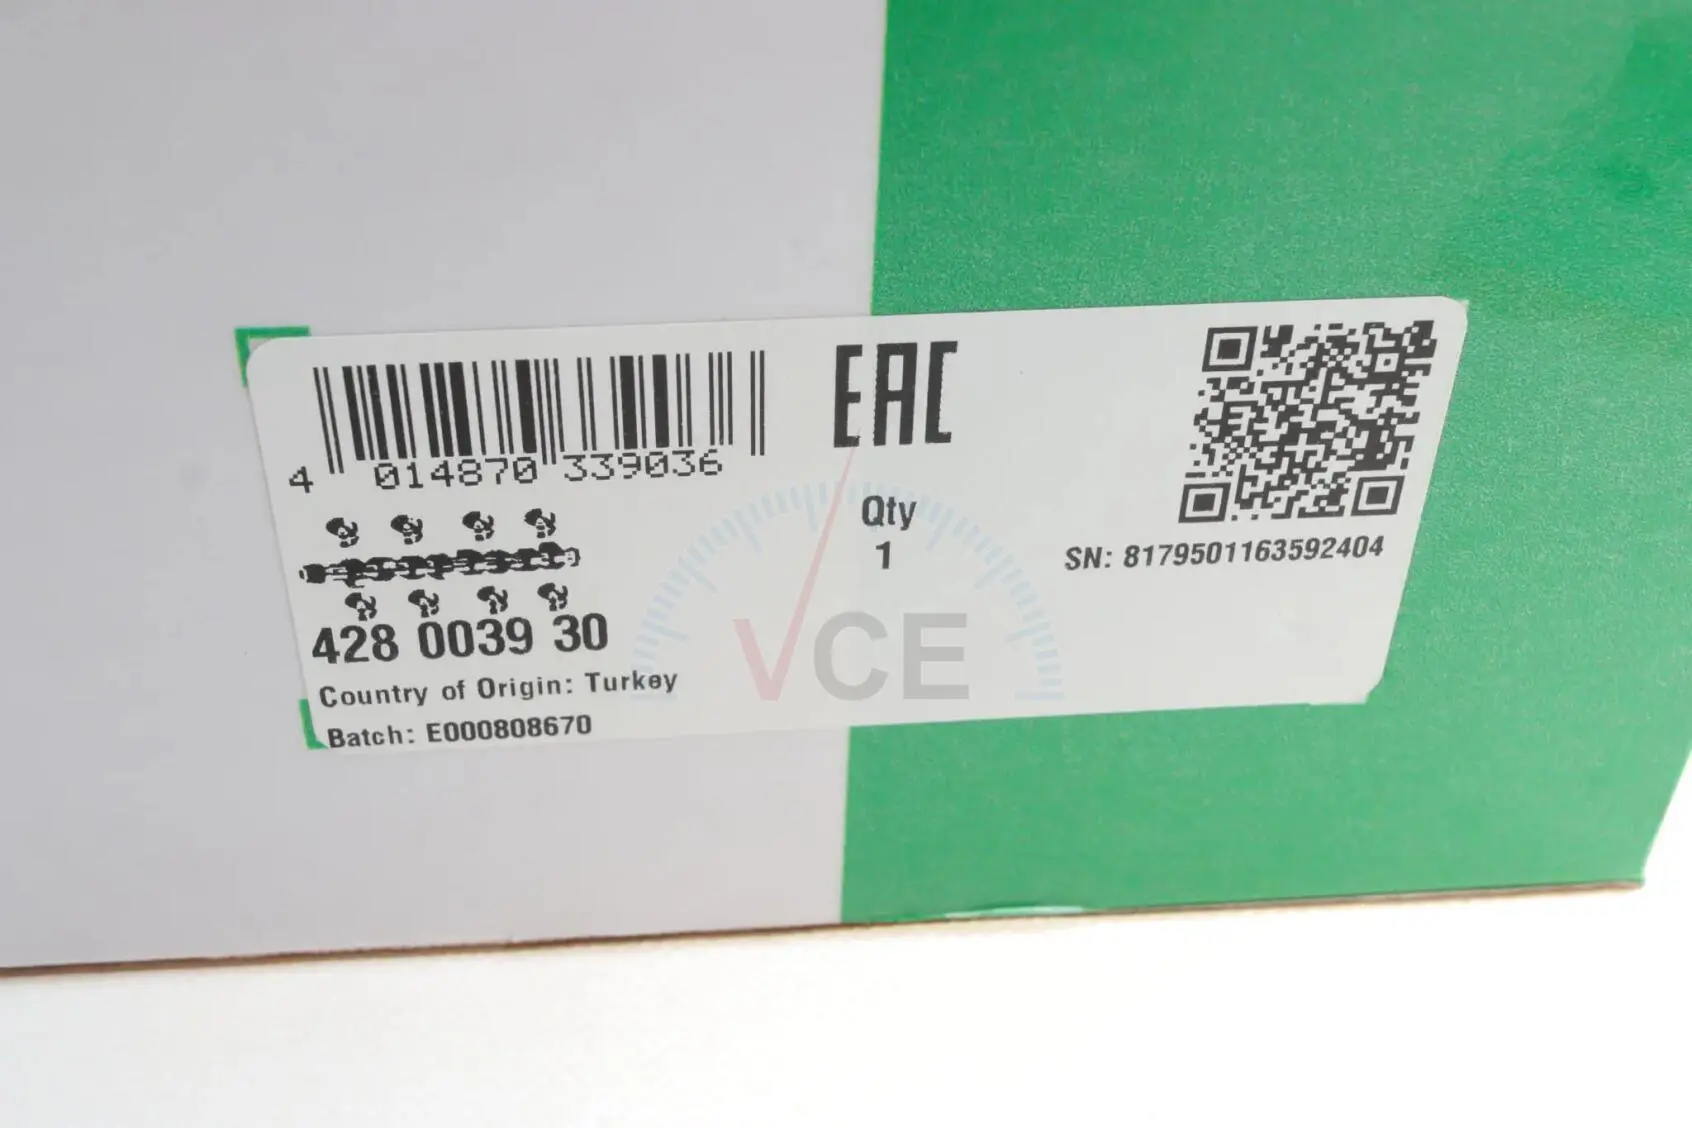 4 014870 339036
EAC
Qty
1
SN: 8179501163592404
428 0039 30
Country of Origin: Turkey
Batch: E000808670
VCE